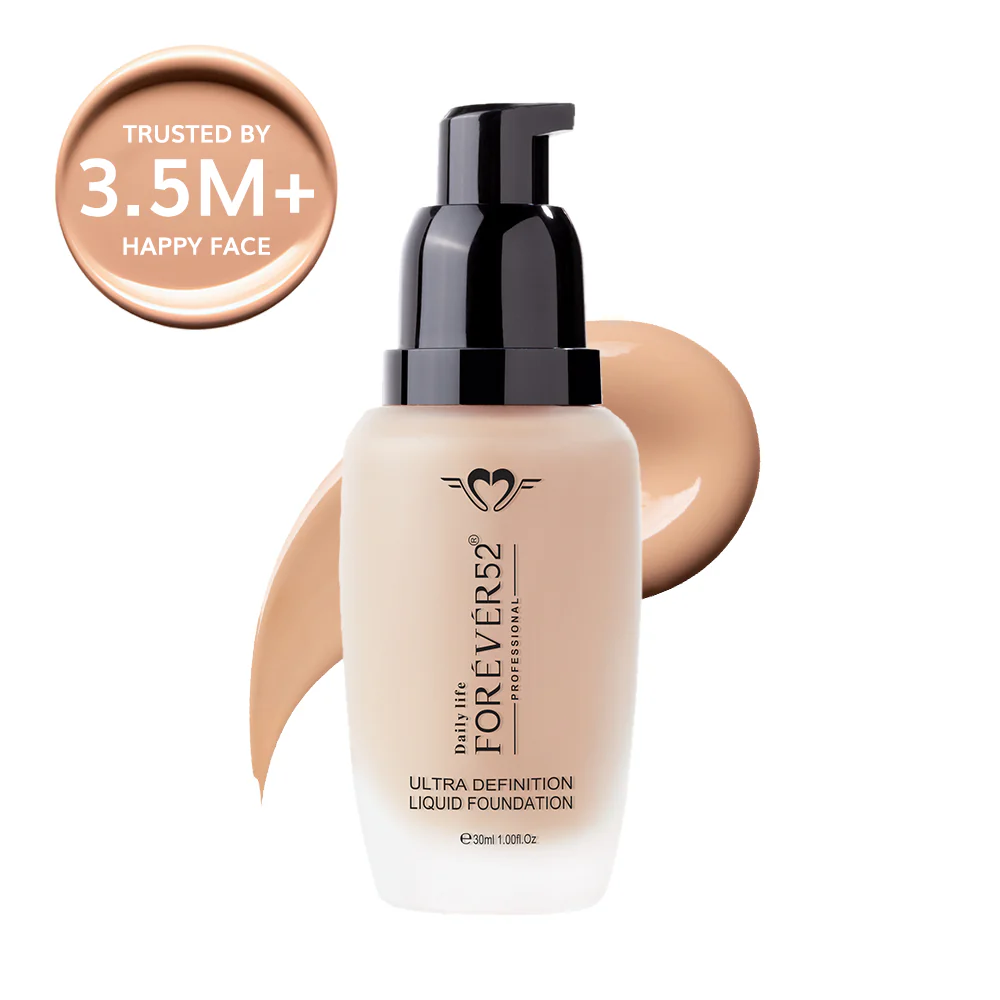 TRUSTED BY
3.5M+
HAPPY FACE
Daily life
FORÉVÉR52®
PROFESSIONAL
ULTRA DEFINITION
LIQUID FOUNDATION
℮30ml 1.00fl.Oz